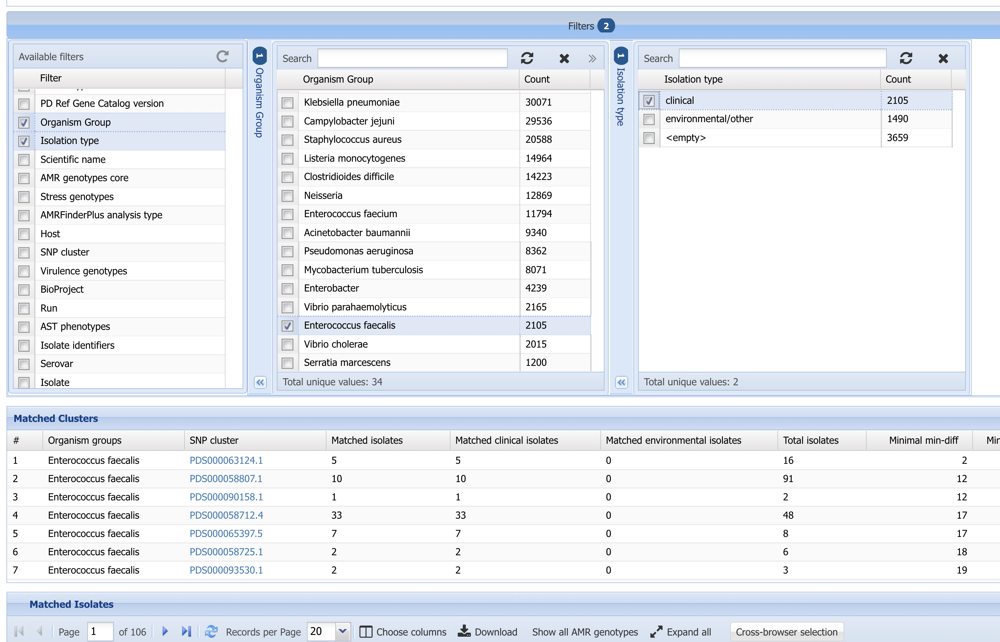 Filters 2
Available filters
Filter
PD Ref Gene Catalog version
Organism Group
Isolation type
Scientific name
AMR genotypes core
Stress genotypes
AMRFinderPlus analysis type
Host
SNP cluster
Virulence genotypes
BioProject
Run
AST phenotypes
Isolate identifiers
Serovar
Isolate
1 Organism Group
Search
Organism Group Count
Klebsiella pneumoniae 30071
Campylobacter jejuni 29536
Staphylococcus aureus 20588
Listeria monocytogenes 14964
Clostridioides difficile 14223
Neisseria 12869
Enterococcus faecium 11794
Acinetobacter baumannii 9340
Pseudomonas aeruginosa 8362
Mycobacterium tuberculosis 8071
Enterobacter 4239
Vibrio parahaemolyticus 2165
Enterococcus faecalis 2105
Vibrio cholerae 2015
Serratia marcescens 1200
Total unique values: 34
1 Isolation type
Search
Isolation type Count
clinical 2105
environmental/other 1490
<empty> 3659
Total unique values: 2
Matched Clusters
# Organism groups SNP cluster Matched isolates Matched clinical isolates Matched environmental isolates Total isolates Minimal min-diff Min
1 Enterococcus faecalis PDS000063124.1 5 5 0 16 2
2 Enterococcus faecalis PDS000058807.1 10 10 0 91 12
3 Enterococcus faecalis PDS000090158.1 1 1 0 2 12
4 Enterococcus faecalis PDS000058712.4 33 33 0 48 17
5 Enterococcus faecalis PDS000065397.5 7 7 0 8 17
6 Enterococcus faecalis PDS000058725.1 2 2 0 6 18
7 Enterococcus faecalis PDS000093530.1 2 2 0 3 19
Matched Isolates
Page 1 of 106 Records per Page 20 Choose columns Download Show all AMR genotypes Expand all Cross-browser selection